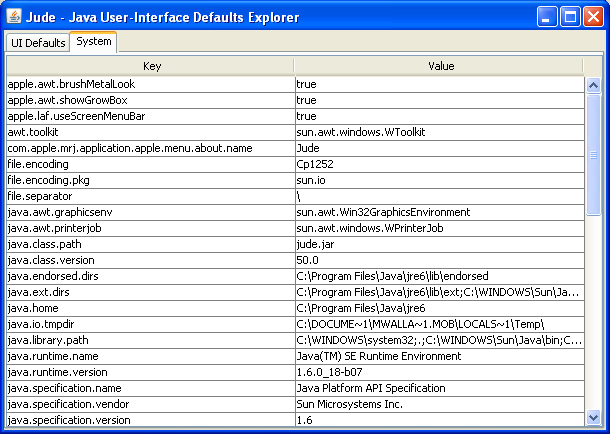 Jude - Java User-Interface Defaults Explorer
UI Defaults System
Key Value
apple.awt.brushMetalLook true
apple.awt.showGrowBox true
apple.laf.useScreenMenuBar true
awt.toolkit sun.awt.windows.WToolkit
com.apple.mrj.application.apple.menu.about.name Jude
file.encoding Cp1252
file.encoding.pkg sun.io
file.separator \
java.awt.graphicsenv sun.awt.Win32GraphicsEnvironment
java.awt.printerjob sun.awt.windows.WPrinterJob
java.class.path jude.jar
java.class.version 50.0
java.endorsed.dirs C:\Program Files\Java\jre6\lib\endorsed
java.ext.dirs C:\Program Files\Java\jre6\lib\ext;C:\WINDOWS\Sun\Ja...
java.home C:\Program Files\Java\jre6
java.io.tmpdir C:\DOCUME~1\MWALLA~1.MOB\LOCALS~1\Temp\
java.library.path C:\WINDOWS\system32;.;C:\WINDOWS\Sun\Java\bin;C...
java.runtime.name Java(TM) SE Runtime Environment
java.runtime.version 1.6.0_18-b07
java.specification.name Java Platform API Specification
java.specification.vendor Sun Microsystems Inc.
java.specification.version 1.6